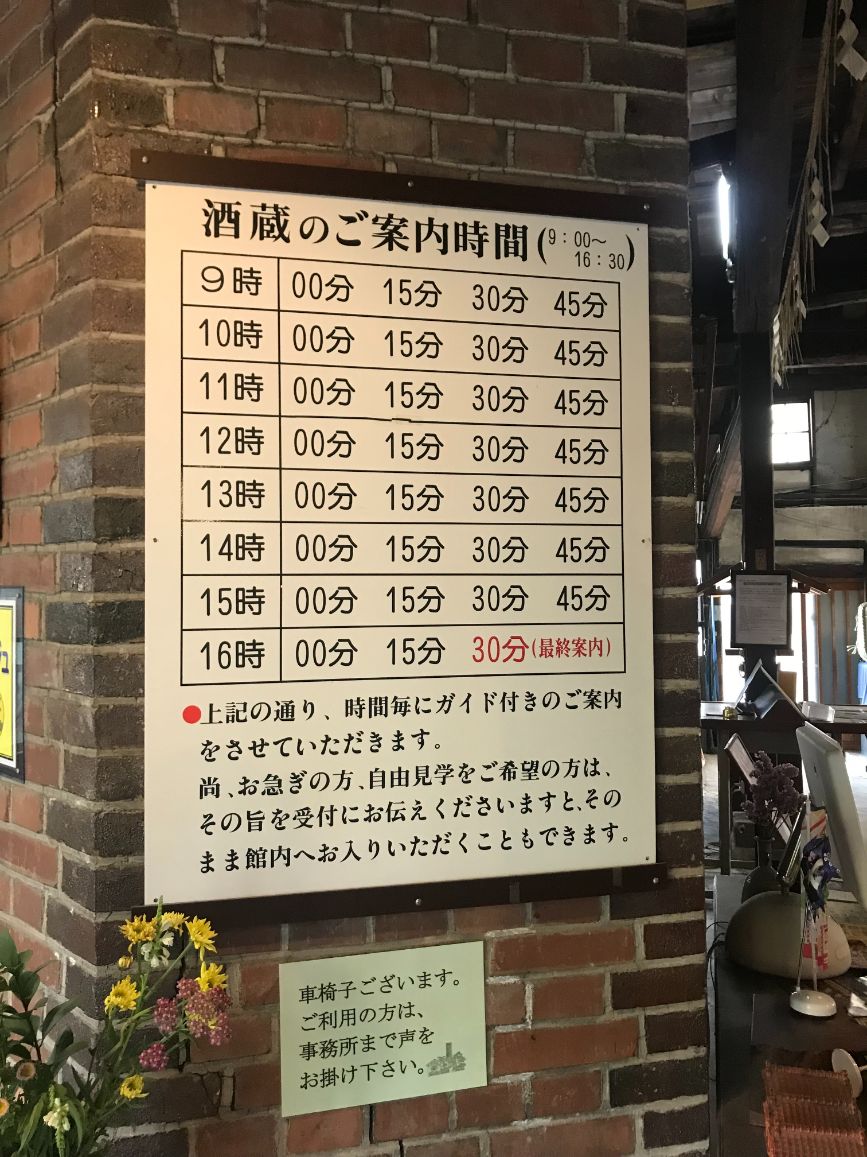 酒蔵のご案内時間(9：00～16：30)
9時 00分 15分 30分 45分
10時 00分 15分 30分 45分
11時 00分 15分 30分 45分
12時 00分 15分 30分 45分
13時 00分 15分 30分 45分
14時 00分 15分 30分 45分
15時 00分 15分 30分 45分
16時 00分 15分 30分(最終案内)
●上記の通り、時間毎にガイド付きのご案内
をさせていただきます。
尚、お急ぎの方、自由見学をご希望の方は、
その旨を受付にお伝えくださいますと、その
まま館内へお入りいただくこともできます。
車椅子ございます。
ご利用の方は、
事務所まで声を
お掛け下さい。